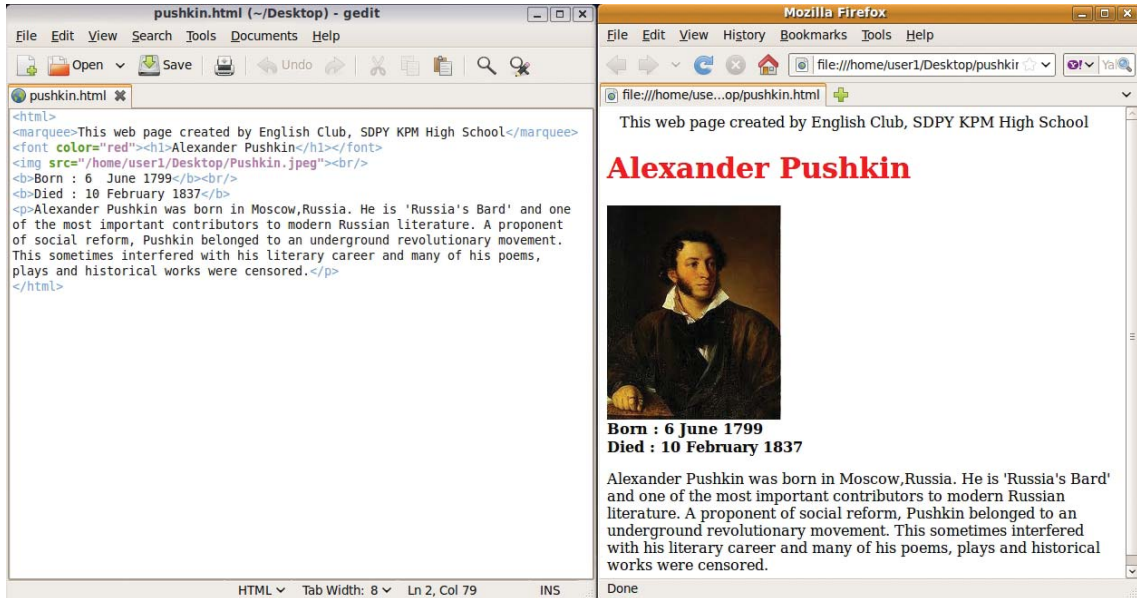 pushkin.html (~/Desktop) - gedit
File Edit View Search Tools Documents Help
Open Save Undo
pushkin.html
<html>
<marquee>This web page created by English Club, SDPY KPM High School</marquee>
<font color="red"><h1>Alexander Pushkin</h1></font>
<img src="/home/user1/Desktop/Pushkin.jpeg"><br/>
<b>Born : 6  June 1799</b><br/>
<b>Died : 10 February 1837</b>
<p>Alexander Pushkin was born in Moscow,Russia. He is 'Russia's Bard' and one
of the most important contributors to modern Russian literature. A proponent
of social reform, Pushkin belonged to an underground revolutionary movement.
This sometimes interfered with his literary career and many of his poems,
plays and historical works were censored.</p>
</html>
HTML Tab Width: 8 Ln 2, Col 79 INS
Mozilla Firefox
File Edit View History Bookmarks Tools Help
file:///home/user1/Desktop/pushkir
file:///home/use...op/pushkin.html
This web page created by English Club, SDPY KPM High School
Alexander Pushkin
Born : 6 June 1799
Died : 10 February 1837
Alexander Pushkin was born in Moscow,Russia. He is 'Russia's Bard'
and one of the most important contributors to modern Russian
literature. A proponent of social reform, Pushkin belonged to an
underground revolutionary movement. This sometimes interfered
with his literary career and many of his poems, plays and historical
works were censored.
Done